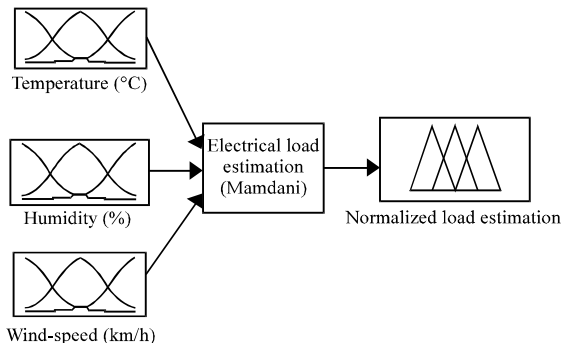 Temperature (°C)
Humidity (%)
Wind-speed (km/h)
Electrical load
estimation
(Mamdani)
Normalized load estimation